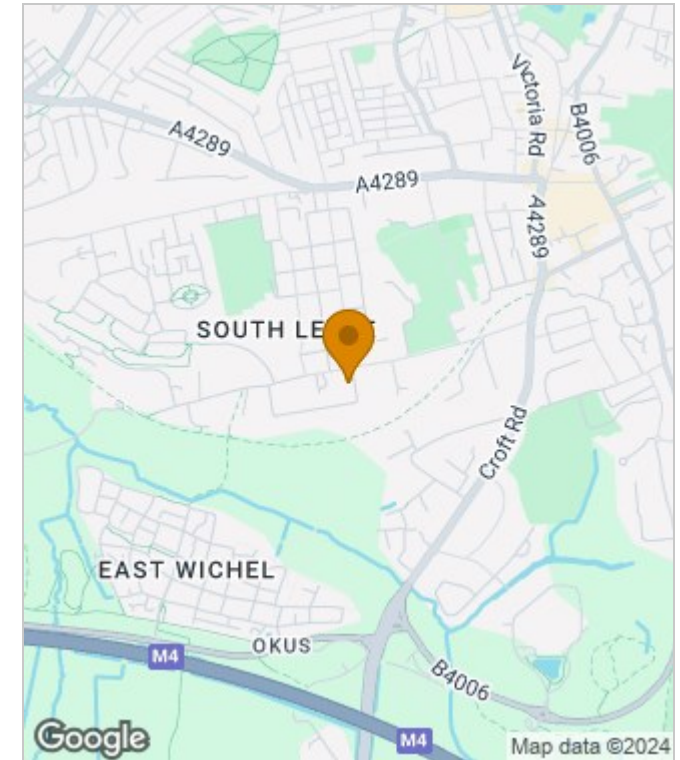 Victoria Rd
B4006
A4289
A4289
A4289
SOUTH LE
Croft Rd
EAST WICHEL
OKUS
M4
B4006
M4
Google
Map data ©2024